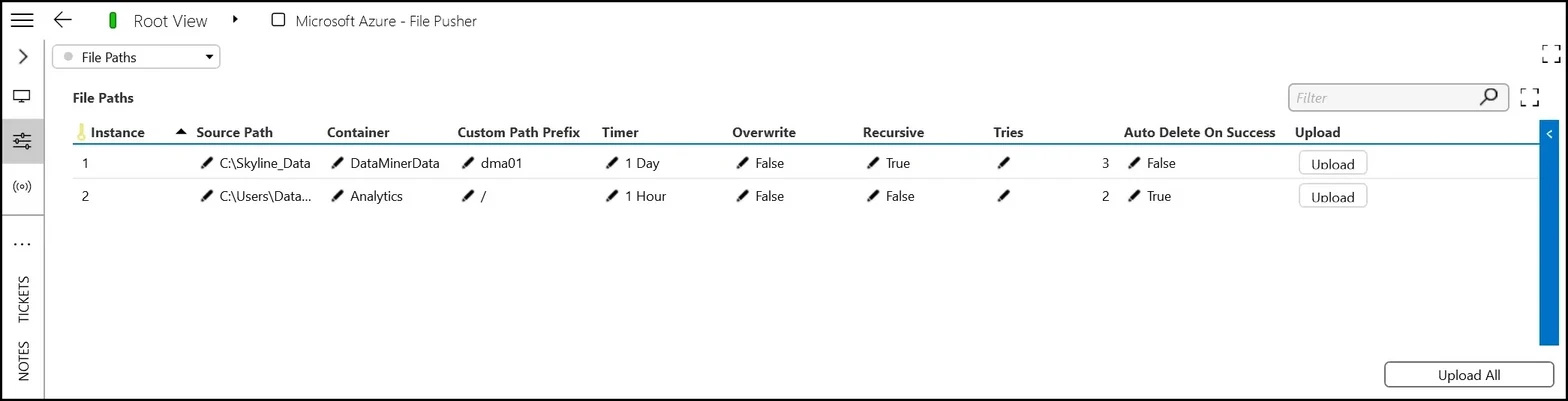 Root View Microsoft Azure - File Pusher
File Paths
File Paths Filter
Instance Source Path Container Custom Path Prefix Timer Overwrite Recursive Tries Auto Delete On Success Upload
1 C:\Skyline_Data DataMinerData dma01 1 Day False True 3 False Upload
2 C:\Users\Data... Analytics / 1 Hour False False 2 True Upload
...
TICKETS
NOTES
Upload All